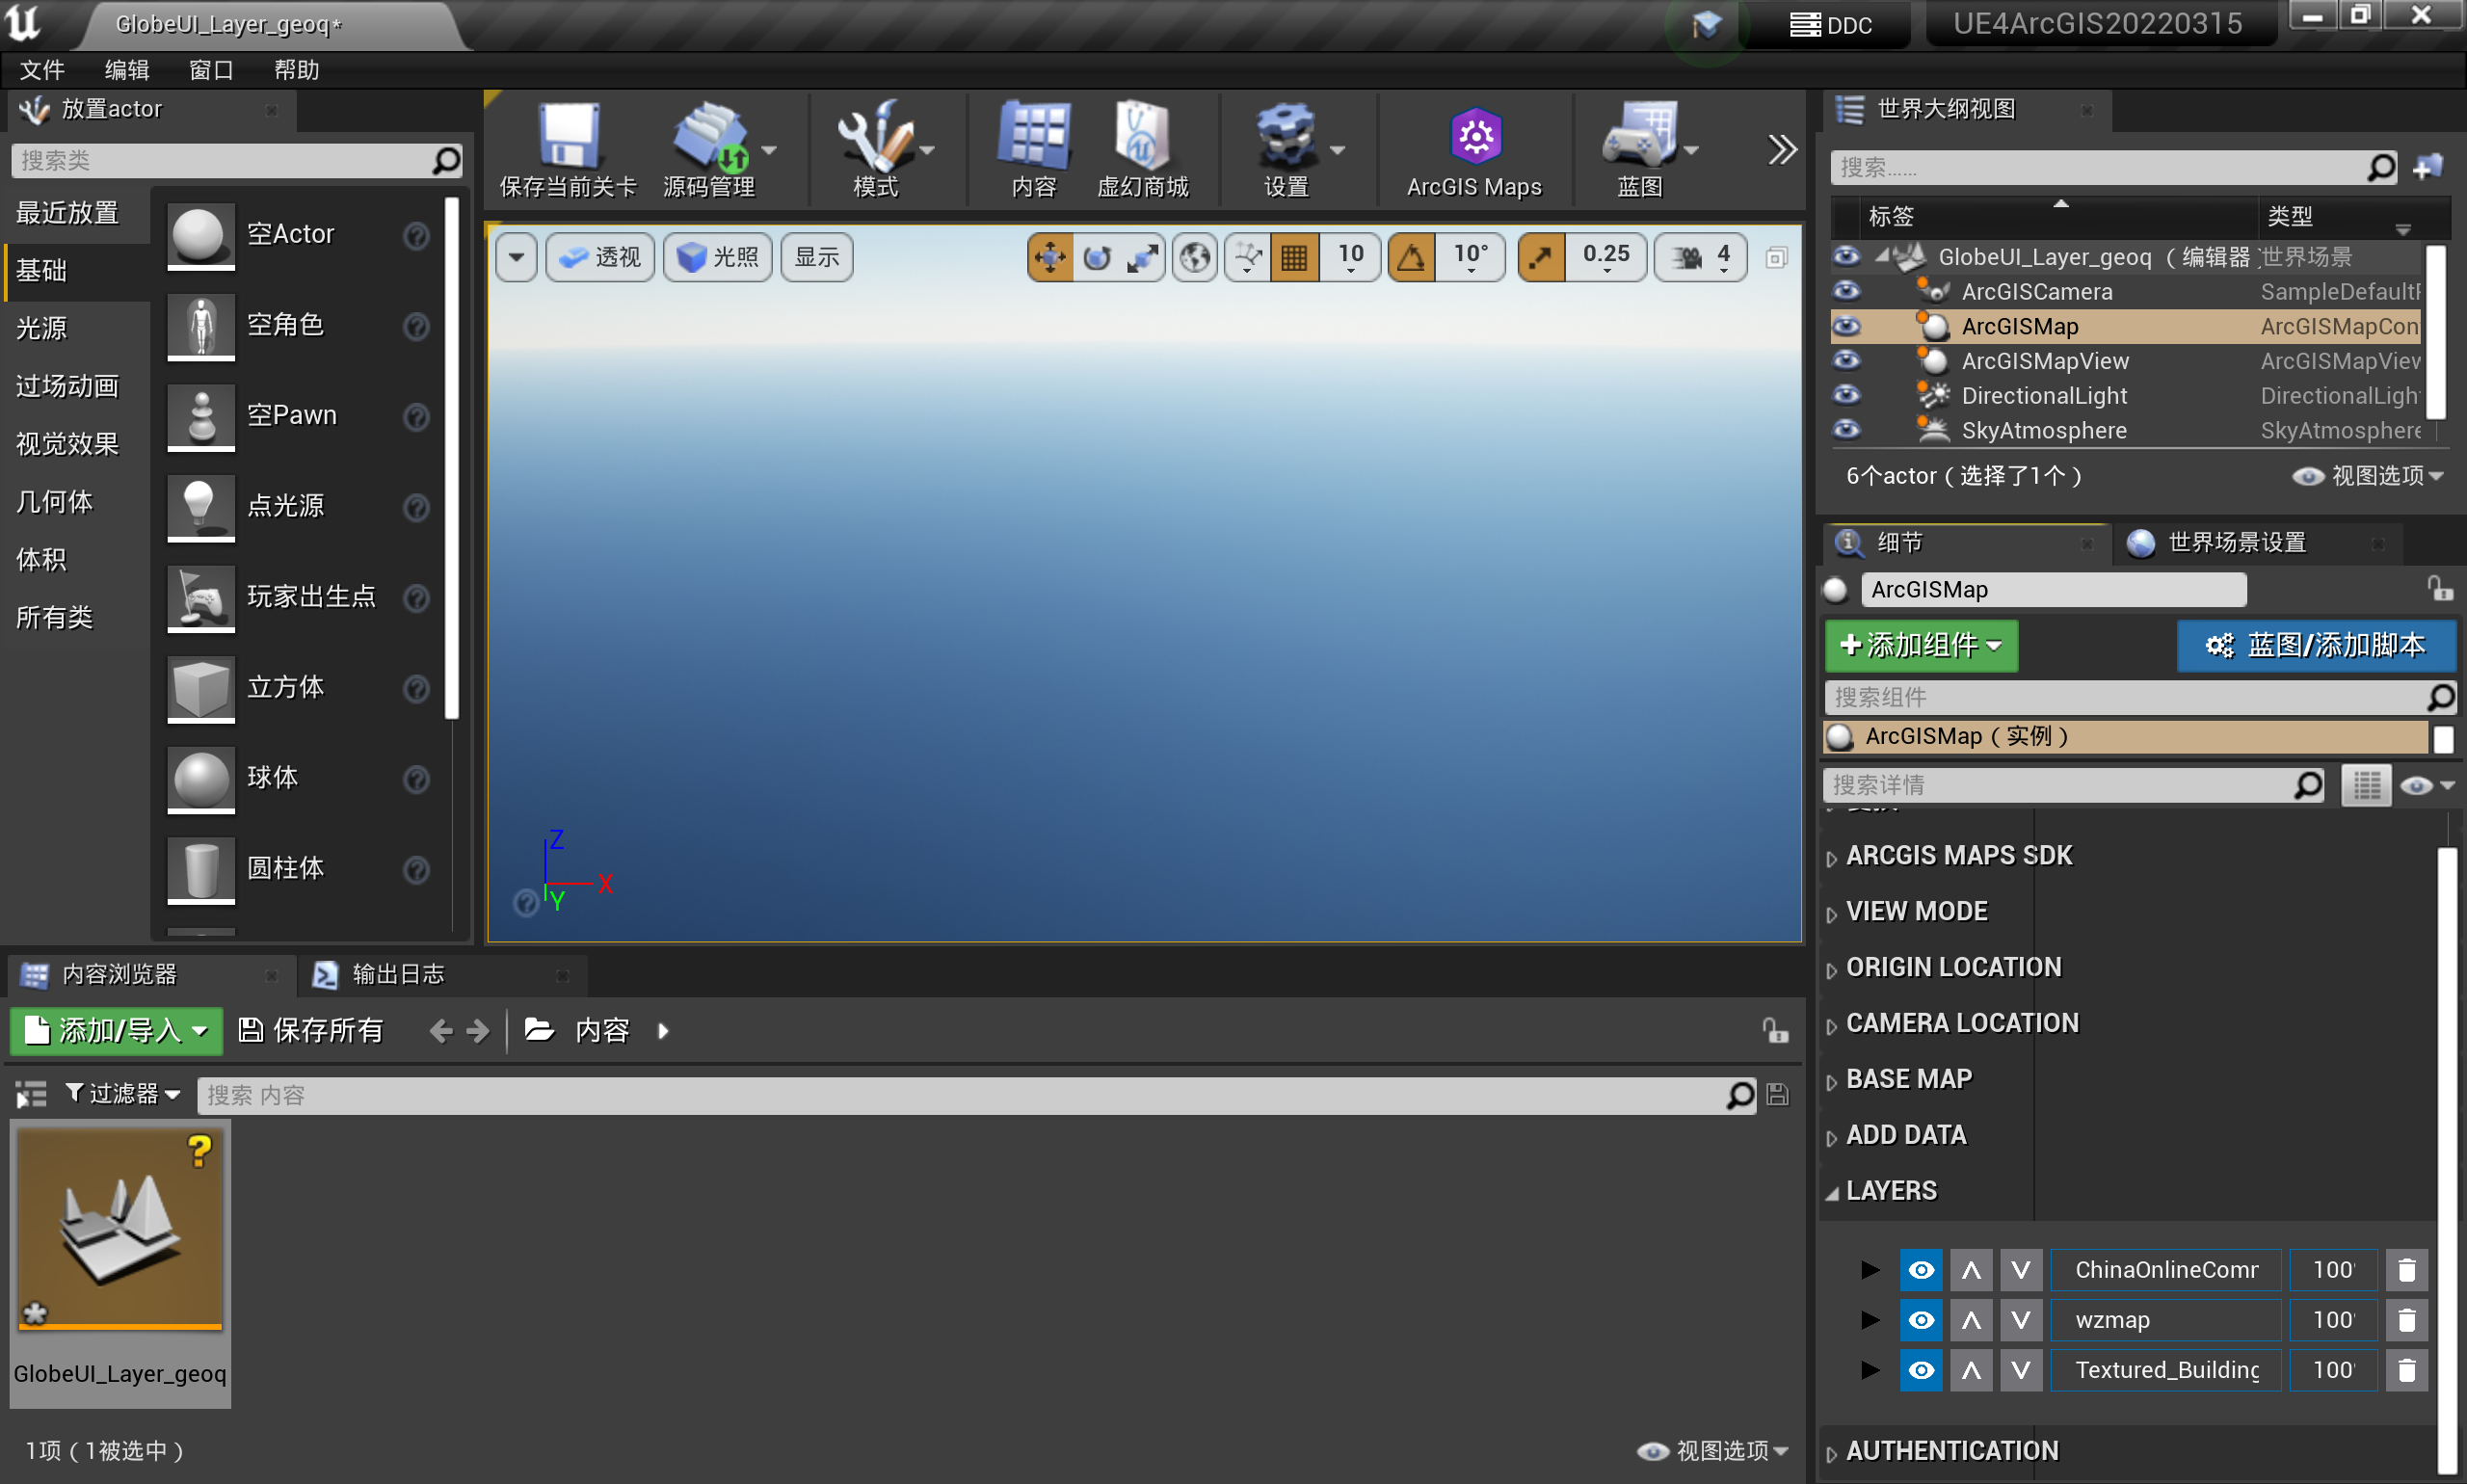 GlobeUI_Layer_geoq*
DDC
UE4ArcGIS20220315
文件 编辑 窗口 帮助
放置actor
搜索类
最近放置
基础
光源
过场动画
视觉效果
几何体
体积
所有类
空Actor
空角色
空Pawn
点光源
玩家出生点
立方体
球体
圆柱体
保存当前关卡
源码管理
模式
内容
虚幻商城
设置
ArcGIS Maps
蓝图
透视
光照
显示
10
10°
0.25
4
Z
X
Y
世界大纲视图
搜索......
标签 类型
GlobeUI_Layer_geoq（编辑器 世界场景
ArcGISCamera SampleDefault
ArcGISMap ArcGISMapCon
ArcGISMapView ArcGISMapView
DirectionalLight DirectionalLigh
SkyAtmosphere SkyAtmosphere
6个actor（选择了1个）
视图选项
细节
世界场景设置
ArcGISMap
添加组件
蓝图/添加脚本
搜索组件
ArcGISMap（实例）
搜索详情
ARCGIS MAPS SDK
VIEW MODE
ORIGIN LOCATION
CAMERA LOCATION
BASE MAP
ADD DATA
LAYERS
ChinaOnlineComm 100
wzmap 100
Textured_Building 100
AUTHENTICATION
内容浏览器
输出日志
添加/导入
保存所有
内容
过滤器
搜索 内容
GlobeUI_Layer_geoq
1项（1被选中）
视图选项